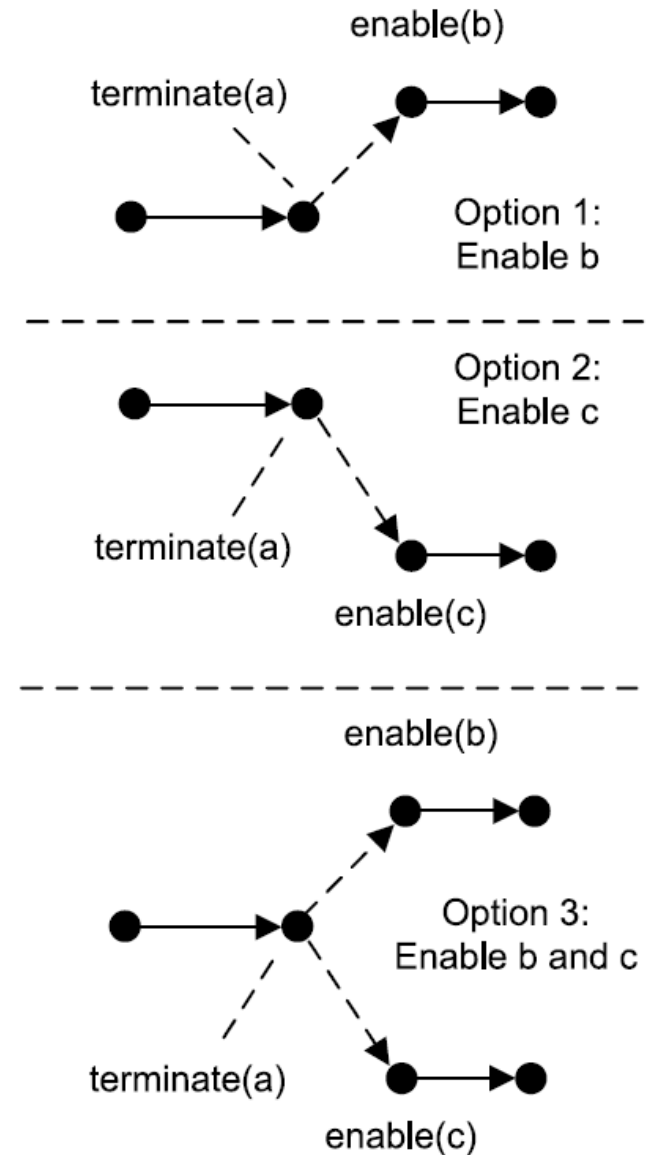 enable(b)
terminate(a)
Option 1:
Enable b
Option 2:
Enable c
terminate(a)
enable(c)
enable(b)
Option 3:
Enable b and c
terminate(a)
enable(c)